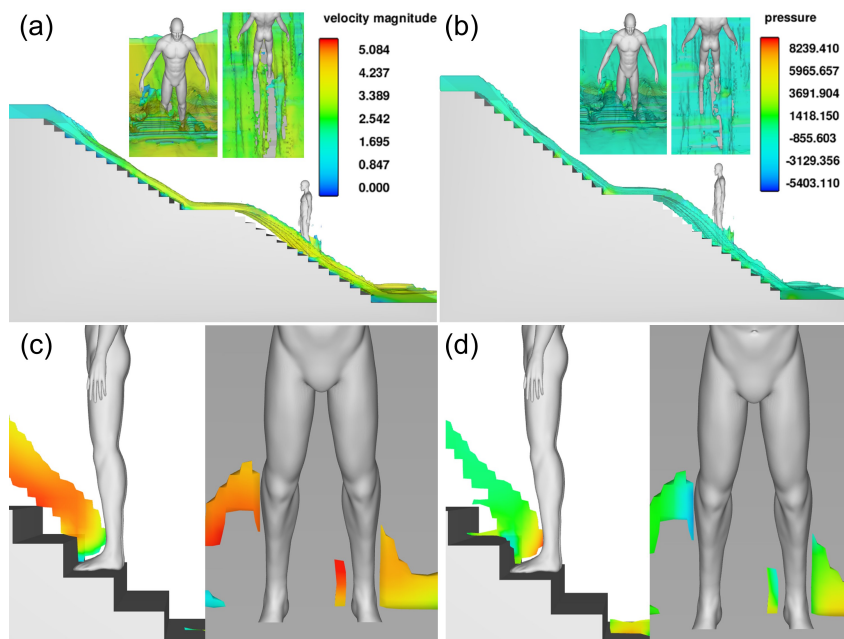 (a)
velocity magnitude
5.084
4.237
3.389
2.542
1.695
0.847
0.000
(b)
pressure
8239.410
5965.657
3691.904
1418.150
-855.603
-3129.356
-5403.110
(c)
(d)